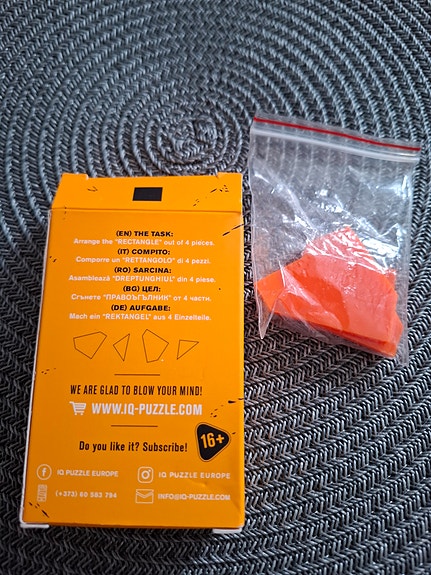 (EN) THE TASK:
Arrange the "RECTANGLE" out of 4 pieces.
(IT) COMPITO:
Comporre un "RETTANGOLO" di 4 pezzi.
(RO) SARCINA:
Asamblează "DREPTUNGHIUL" din 4 piese.
(BG) ЦЕЛ:
Сгънете "ПРАВОЪГЪЛНИК" от 4 части.
(DE) AUFGABE:
Mach ein "REKTANGEL" aus 4 Einzelteile.
WE ARE GLAD TO BLOW YOUR MIND!
WWW.IQ-PUZZLE.COM
Do you like it? Subscribe!
16+
IQ PUZZLE EUROPE
IQ PUZZLE EUROPE
(+373) 60 583 794
INFO@IQ-PUZZLE.COM